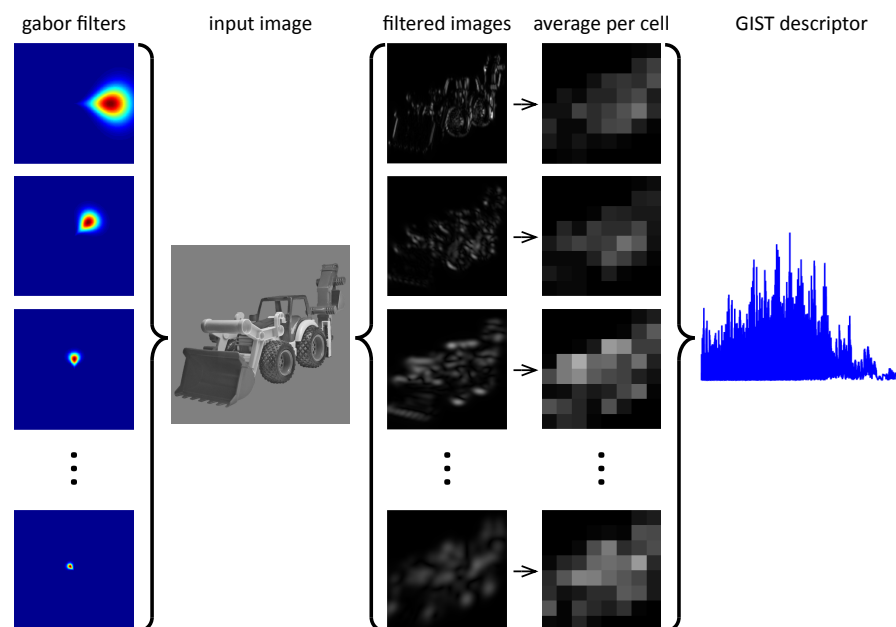 gabor filters
input image
filtered images
average per cell
GIST descriptor